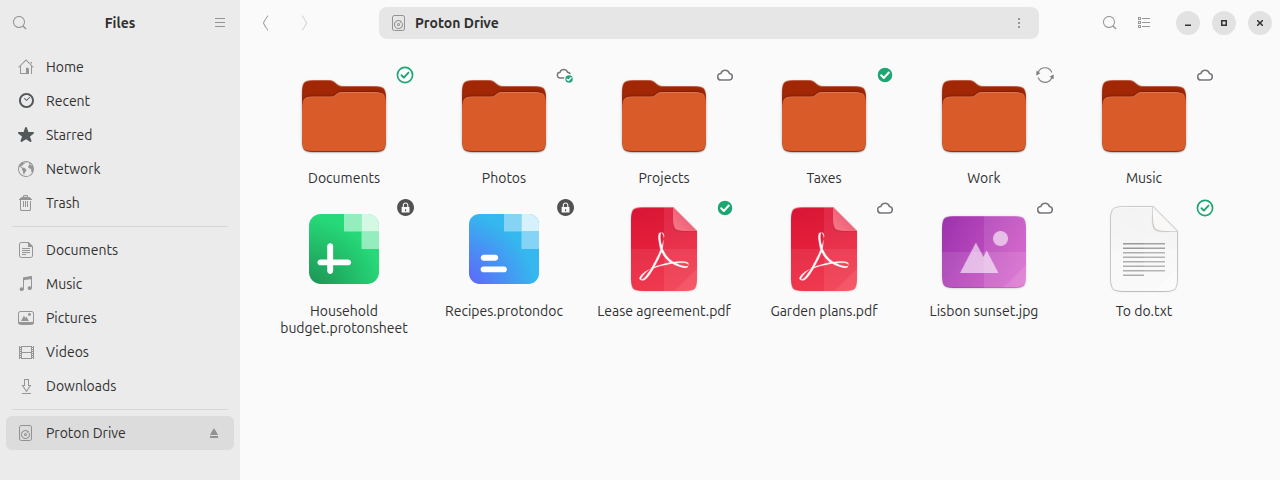 Files
Proton Drive
Home
Recent
Starred
Network
Trash
Documents
Music
Pictures
Videos
Downloads
Proton Drive
Documents
Photos
Projects
Taxes
Work
Music
Household
budget.protonsheet
Recipes.protondoc
Lease agreement.pdf
Garden plans.pdf
Lisbon sunset.jpg
To do.txt